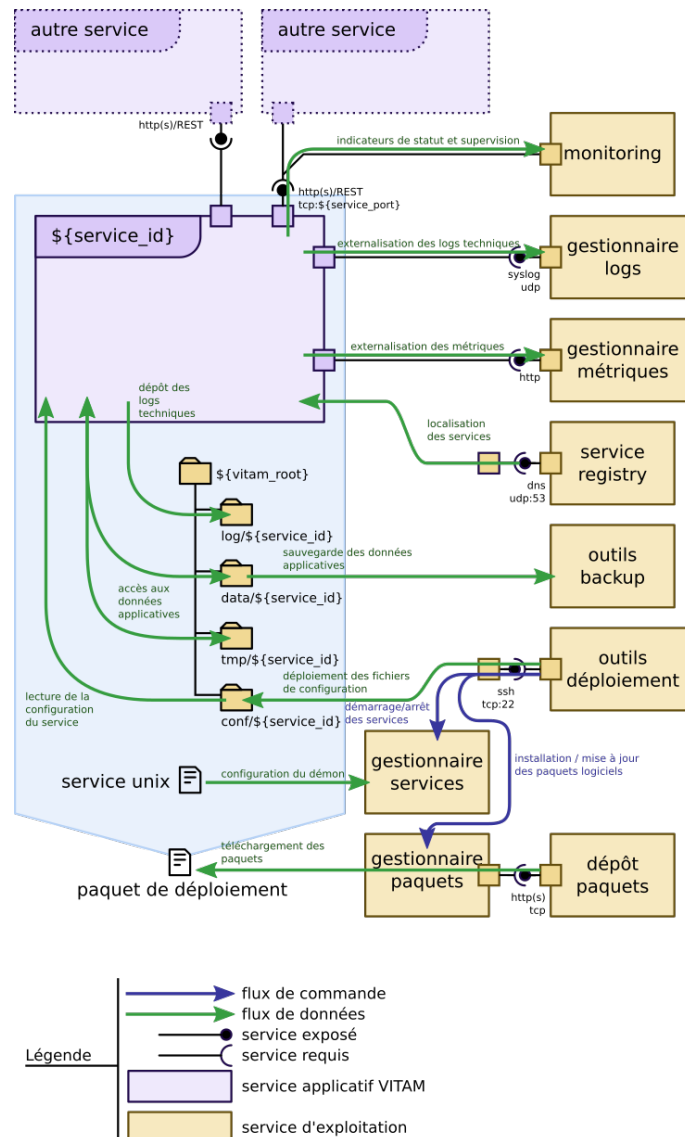 autre service
autre service
http(s)/REST
indicateurs de statut et supervision
monitoring
http(s)/REST
tcp:${service_port}
${service_id}
externalisation des logs techniques
gestionnaire
logs
syslog
udp
externalisation des métriques
gestionnaire
métriques
http
dépôt des
logs
techniques
localisation
des services
service
registry
dns
udp:53
${vitam_root}
log/${service_id}
sauvegarde des données
applicatives
outils
backup
accès aux
données
applicatives
data/${service_id}
tmp/${service_id}
déploiement des fichiers
de configuration
outils
déploiement
ssh
tcp:22
lecture de la
configuration
du service
conf/${service_id}
démarrage/arrêt
des services
gestionnaire
services
installation / mise à jour
des paquets logiciels
service unix
configuration du démon
téléchargement des
paquets
gestionnaire
paquets
dépôt
paquets
http(s)
tcp
paquet de déploiement
Légende
flux de commande
flux de données
service exposé
service requis
service applicatif VITAM
service d'exploitation